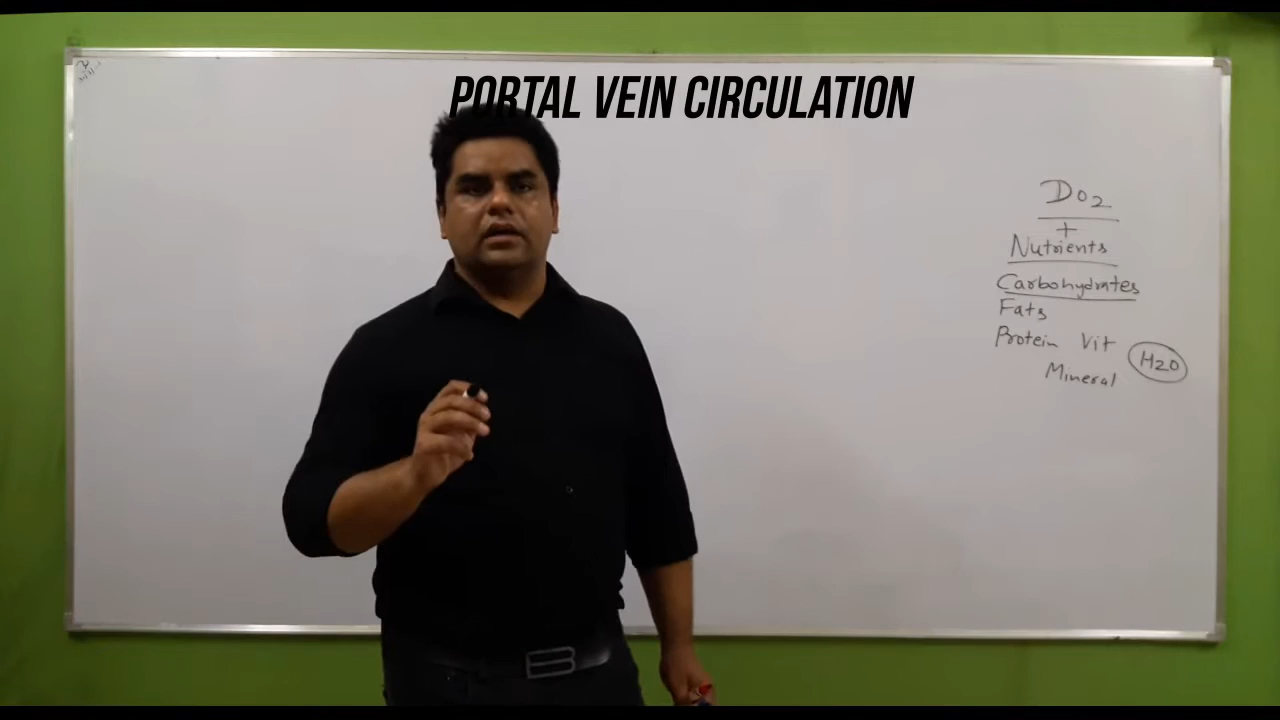 PORTAL VEIN CIRCULATION
DO2
+
Nutrients
Carbohydrates
Fats
Protein Vit
H2O
Mineral